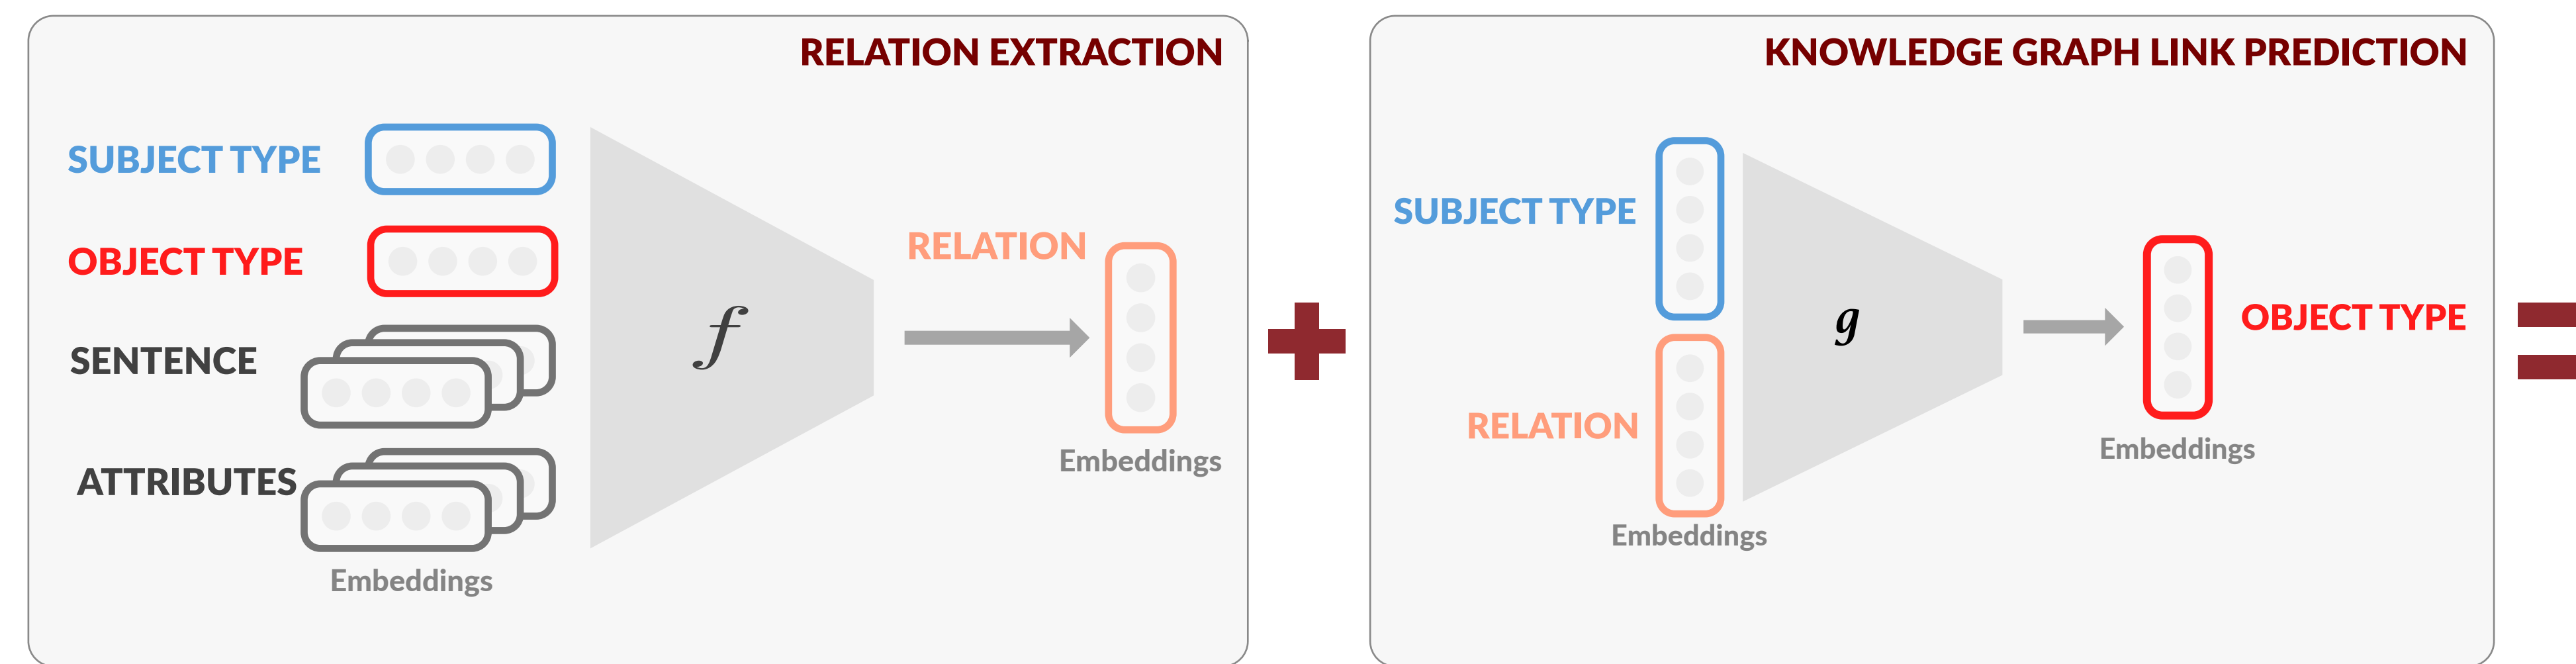 RELATION EXTRACTION
SUBJECT TYPE
OBJECT TYPE
SENTENCE
ATTRIBUTES
Embeddings
f
RELATION
Embeddings
KNOWLEDGE GRAPH LINK PREDICTION
SUBJECT TYPE
RELATION
Embeddings
g
OBJECT TYPE
Embeddings